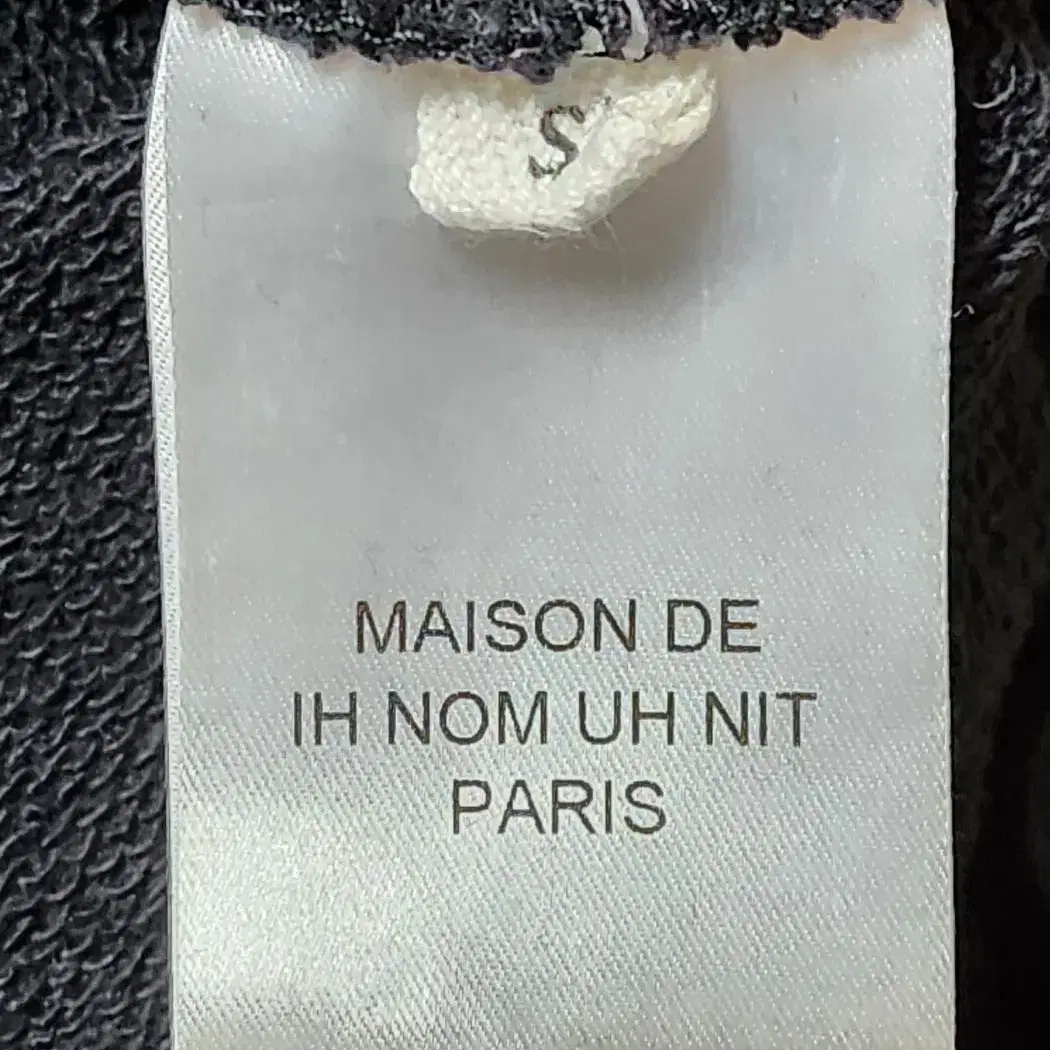 S
MAISON DE
IH NOM UH NIT
PARIS